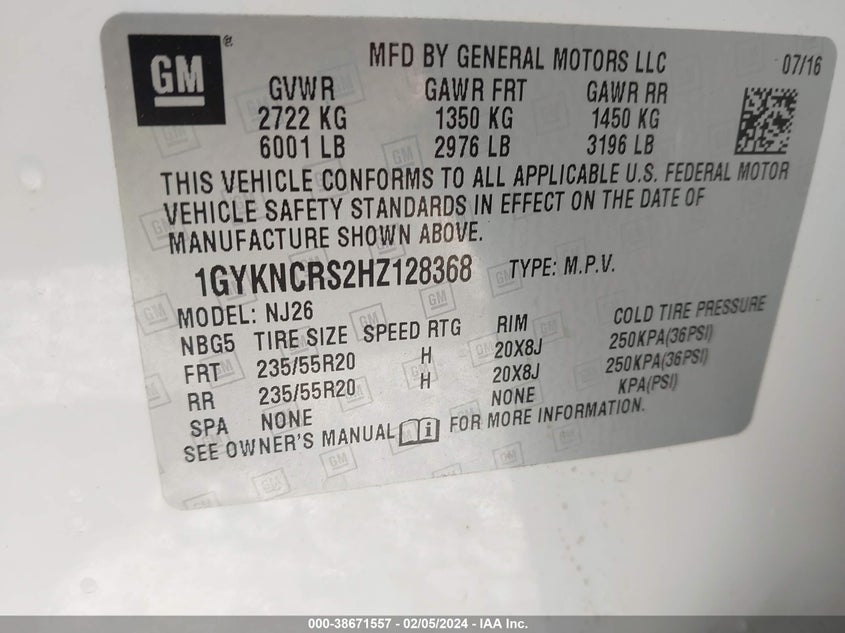 GM ®
MFD BY GENERAL MOTORS LLC 07/16
GVWR GAWR FRT GAWR RR
2722 KG 1350 KG 1450 KG
6001 LB 2976 LB 3196 LB
THIS VEHICLE CONFORMS TO ALL APPLICABLE U.S. FEDERAL MOTOR
VEHICLE SAFETY STANDARDS IN EFFECT ON THE DATE OF
MANUFACTURE SHOWN ABOVE.
1GYKNCRS2HZ128368 TYPE: M.P.V.
MODEL: NJ26
NBG5 TIRE SIZE SPEED RTG RIM COLD TIRE PRESSURE
FRT 235/55R20 H 20X8J 250KPA(36PSI)
RR 235/55R20 H 20X8J 250KPA(36PSI)
SPA NONE NONE KPA(PSI)
SEE OWNER'S MANUAL i FOR MORE INFORMATION.
000-38671557 - 02/05/2024 - IAA Inc.